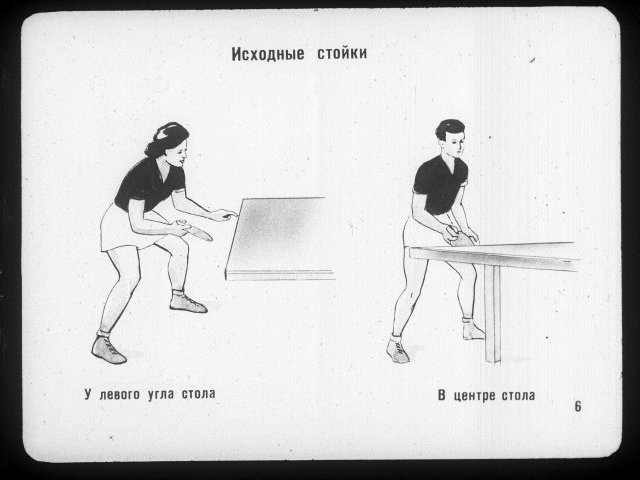 Исходные стойки
У левого угла стола
В центре стола
6